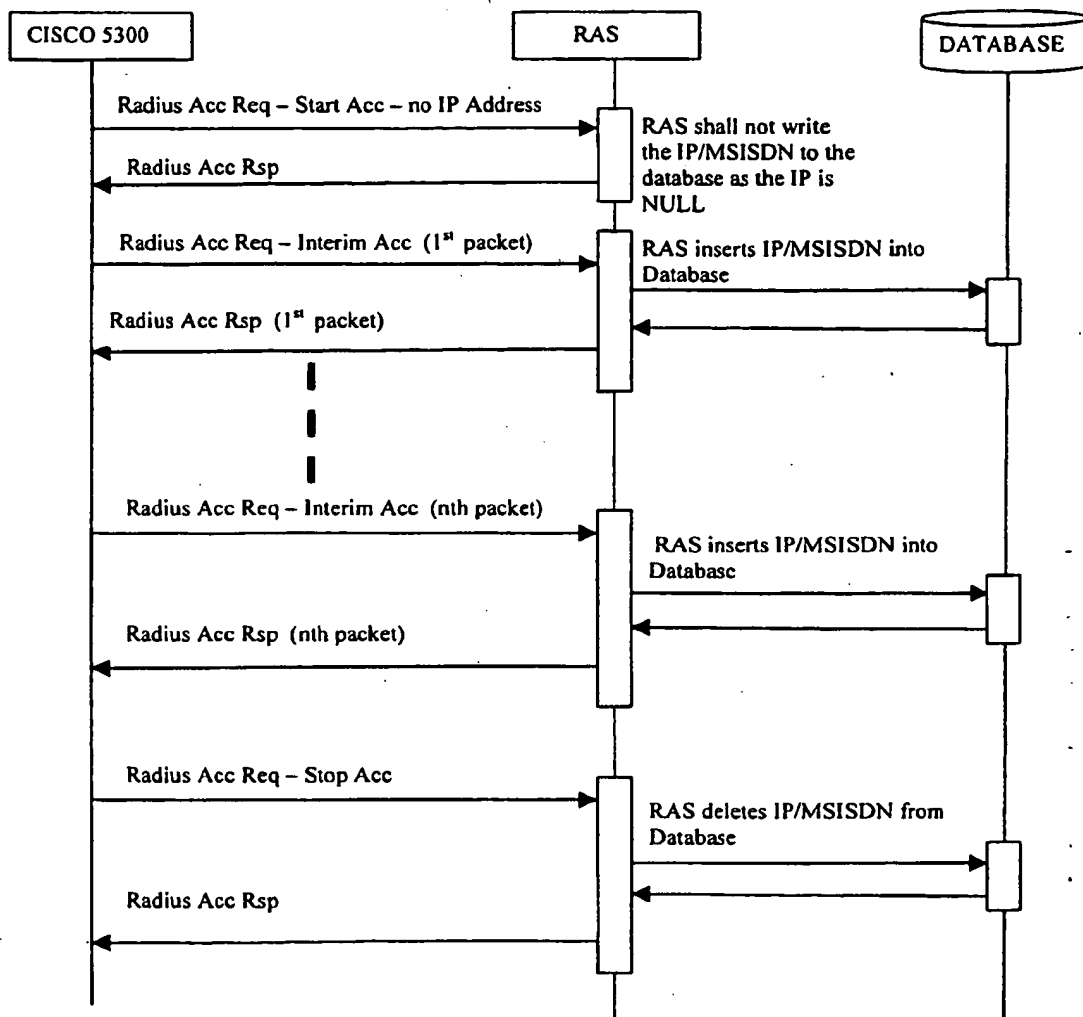 CISCO 5300
RAS
DATABASE
Radius Acc Req – Start Acc – no IP Address
RAS shall not write
the IP/MSISDN to the
database as the IP is
NULL
Radius Acc Rsp
Radius Acc Req – Interim Acc (1st packet)
RAS inserts IP/MSISDN into
Database
Radius Acc Rsp (1st packet)
Radius Acc Req – Interim Acc (nth packet)
RAS inserts IP/MSISDN into
Database
Radius Acc Rsp (nth packet)
Radius Acc Req – Stop Acc
RAS deletes IP/MSISDN from
Database
Radius Acc Rsp